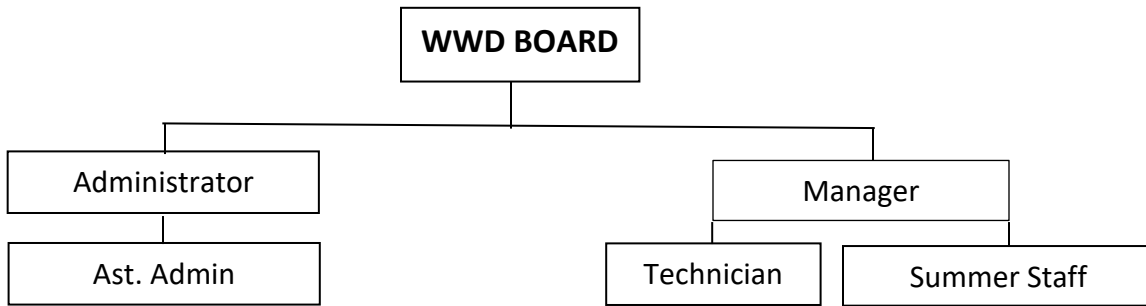 WWD BOARD
Administrator
Manager
Ast. Admin
Technician
Summer Staff